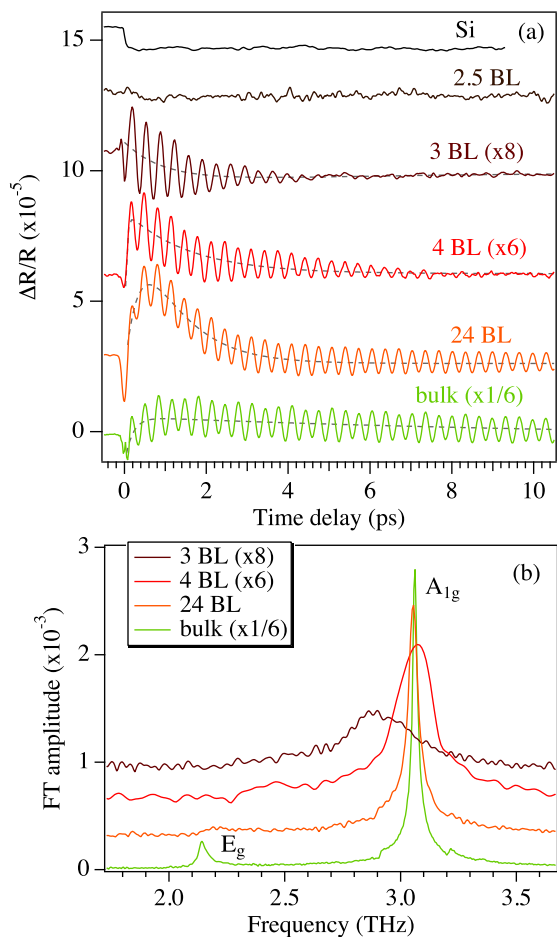 (a)
Si
2.5 BL
3 BL (x8)
4 BL (x6)
24 BL
bulk (x1/6)
ΔR/R (x10⁻⁵)
15
10
5
0
0 2 4 6 8 10
Time delay (ps)
(b)
3 BL (x8)
4 BL (x6)
24 BL
bulk (x1/6)
A₁g
E_g
FT amplitude (x10⁻³)
3
2
1
0
2.0 2.5 3.0 3.5
Frequency (THz)